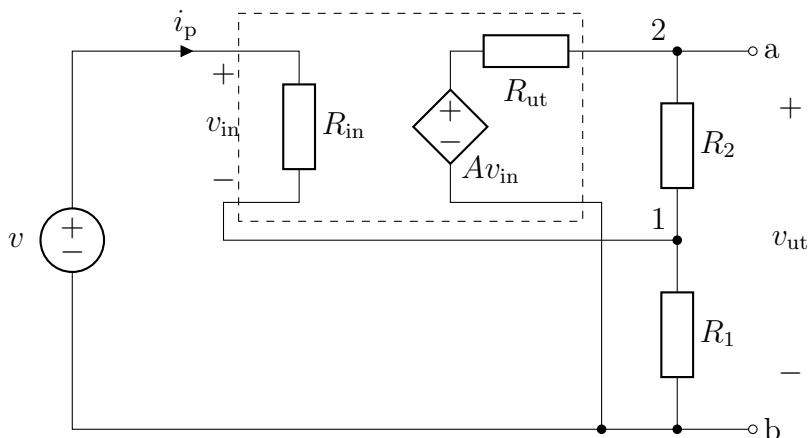 i_p
2
a
+
v_in
−
R_in
+
−
Av_in
R_ut
R_2
+
v_ut
−
1
v
+
−
R_1
b